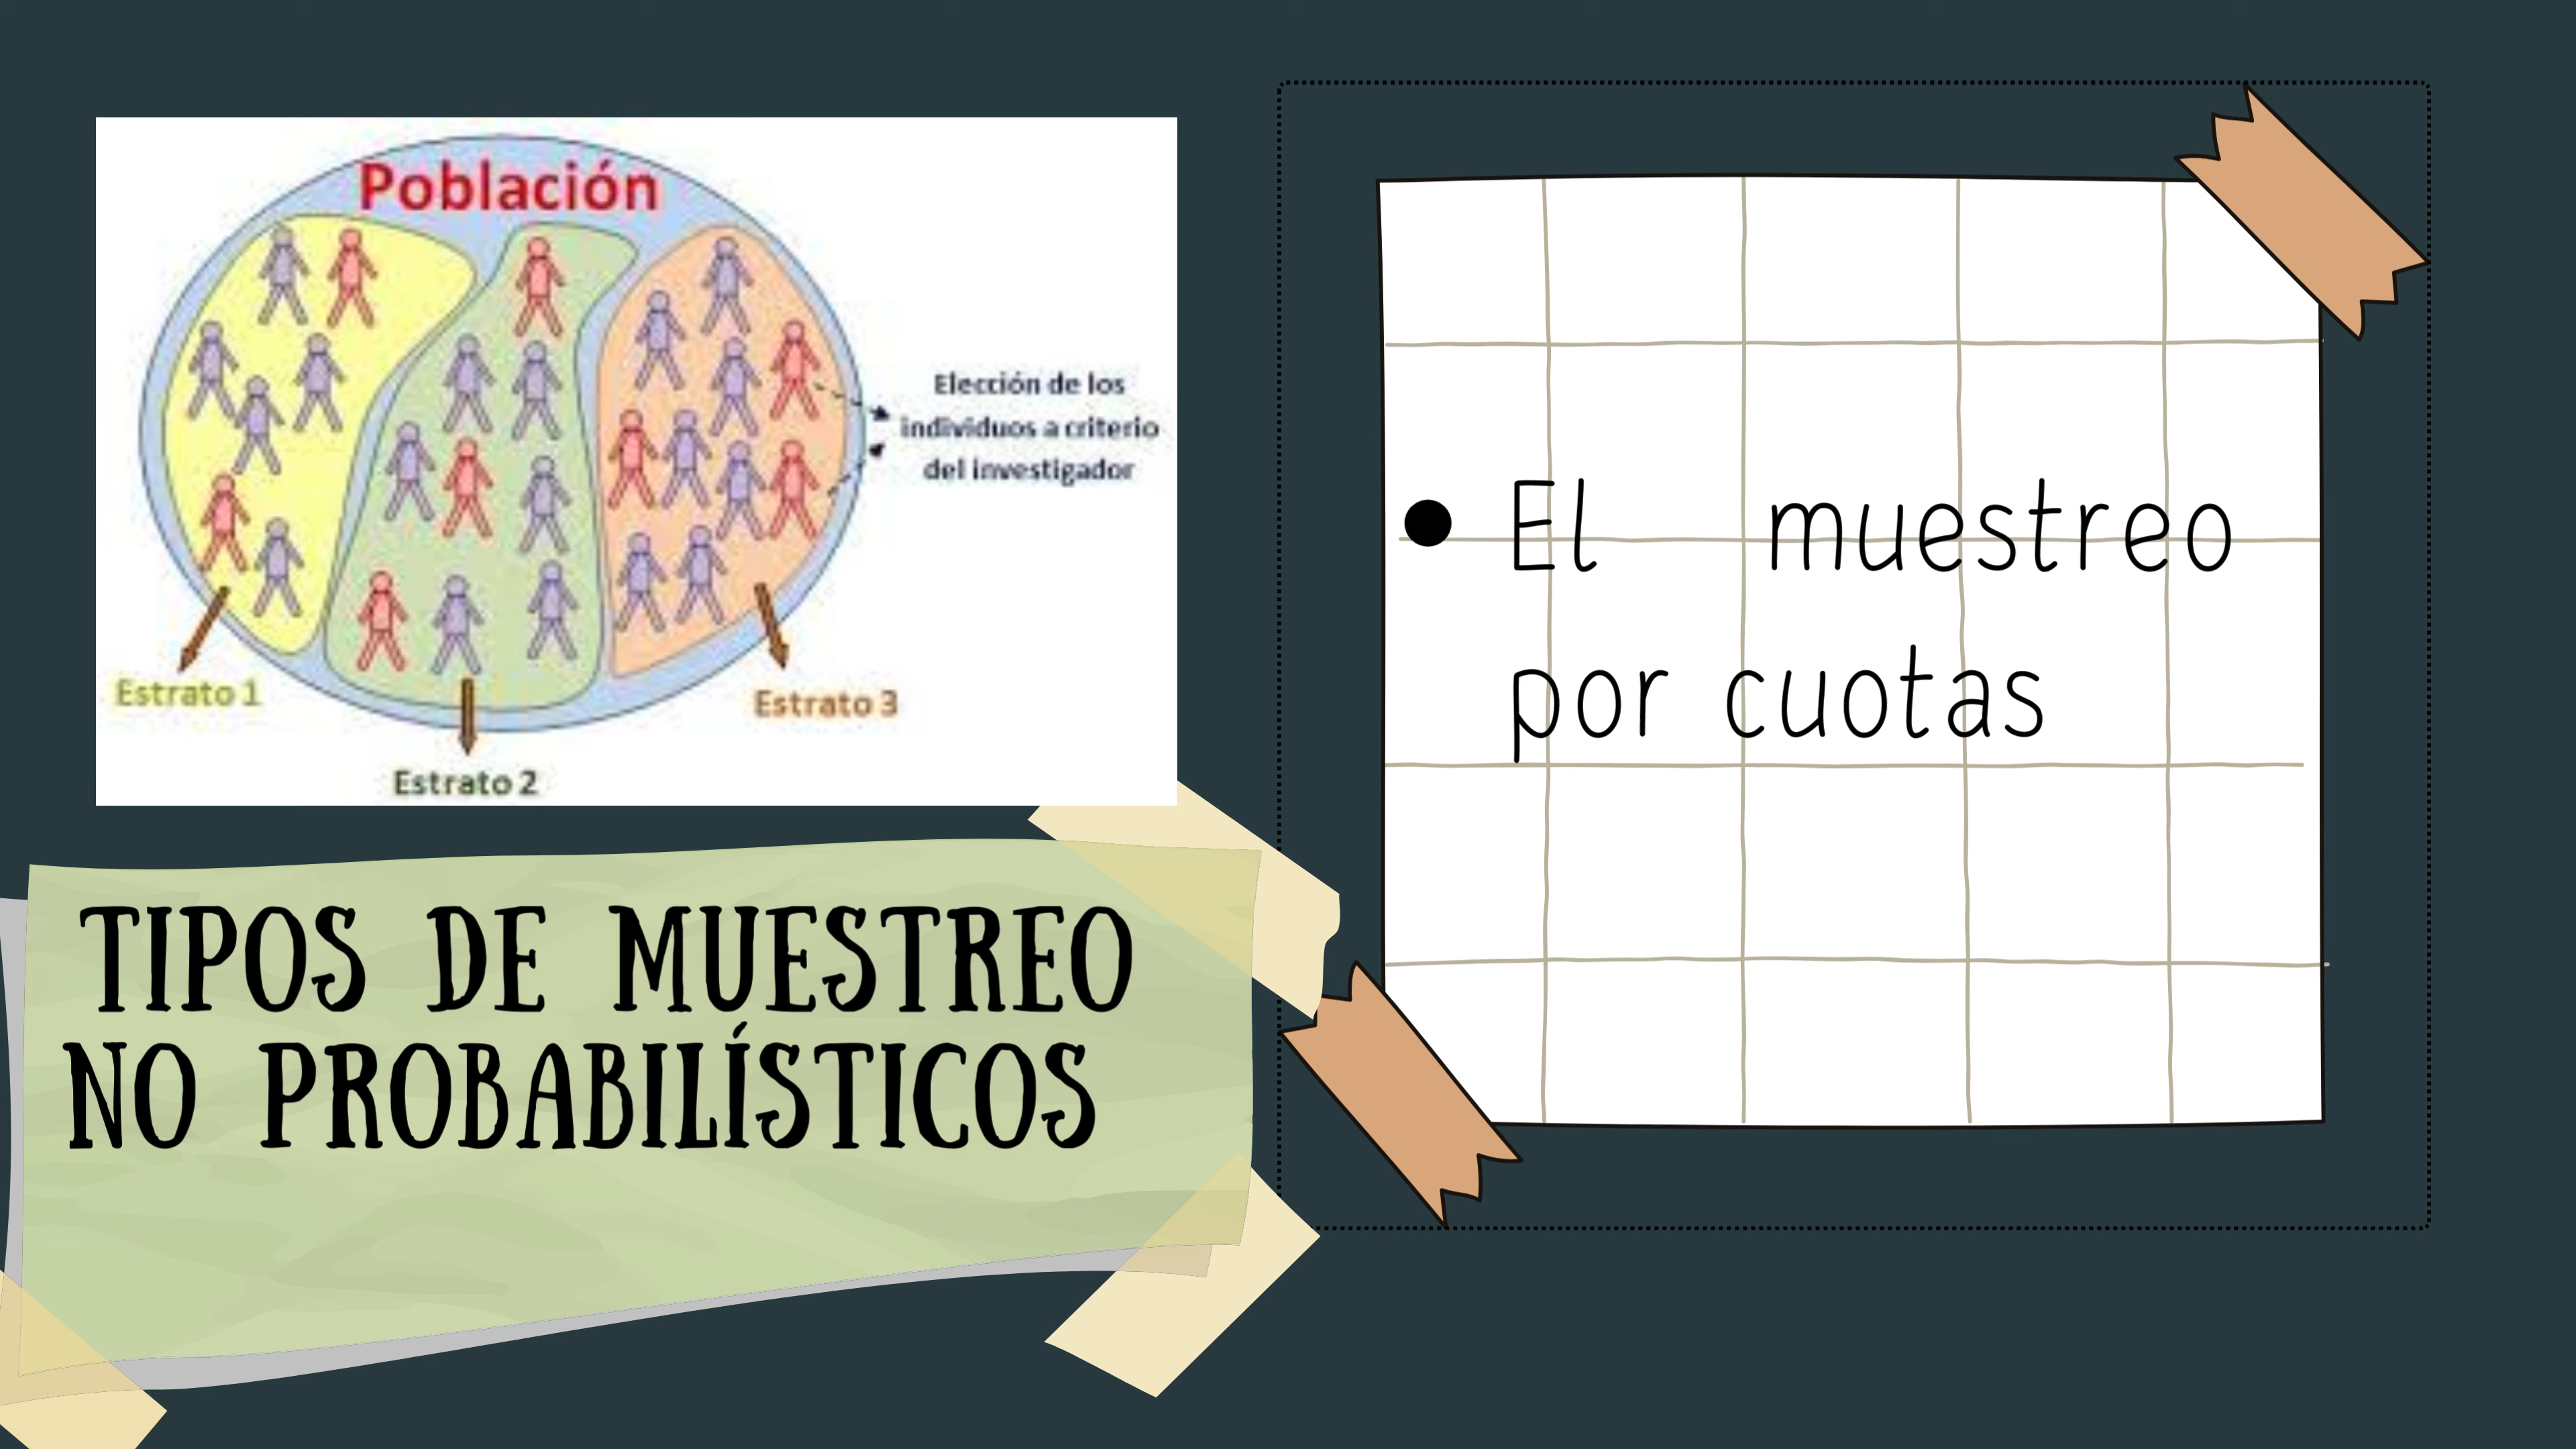 Población
Elección de los
individuos a criterio
del investigador
Estrato 1
Estrato 2
Estrato 3
TIPOS DE MUESTREO
NO PROBABILÍSTICOS
• El muestreo
por cuotas